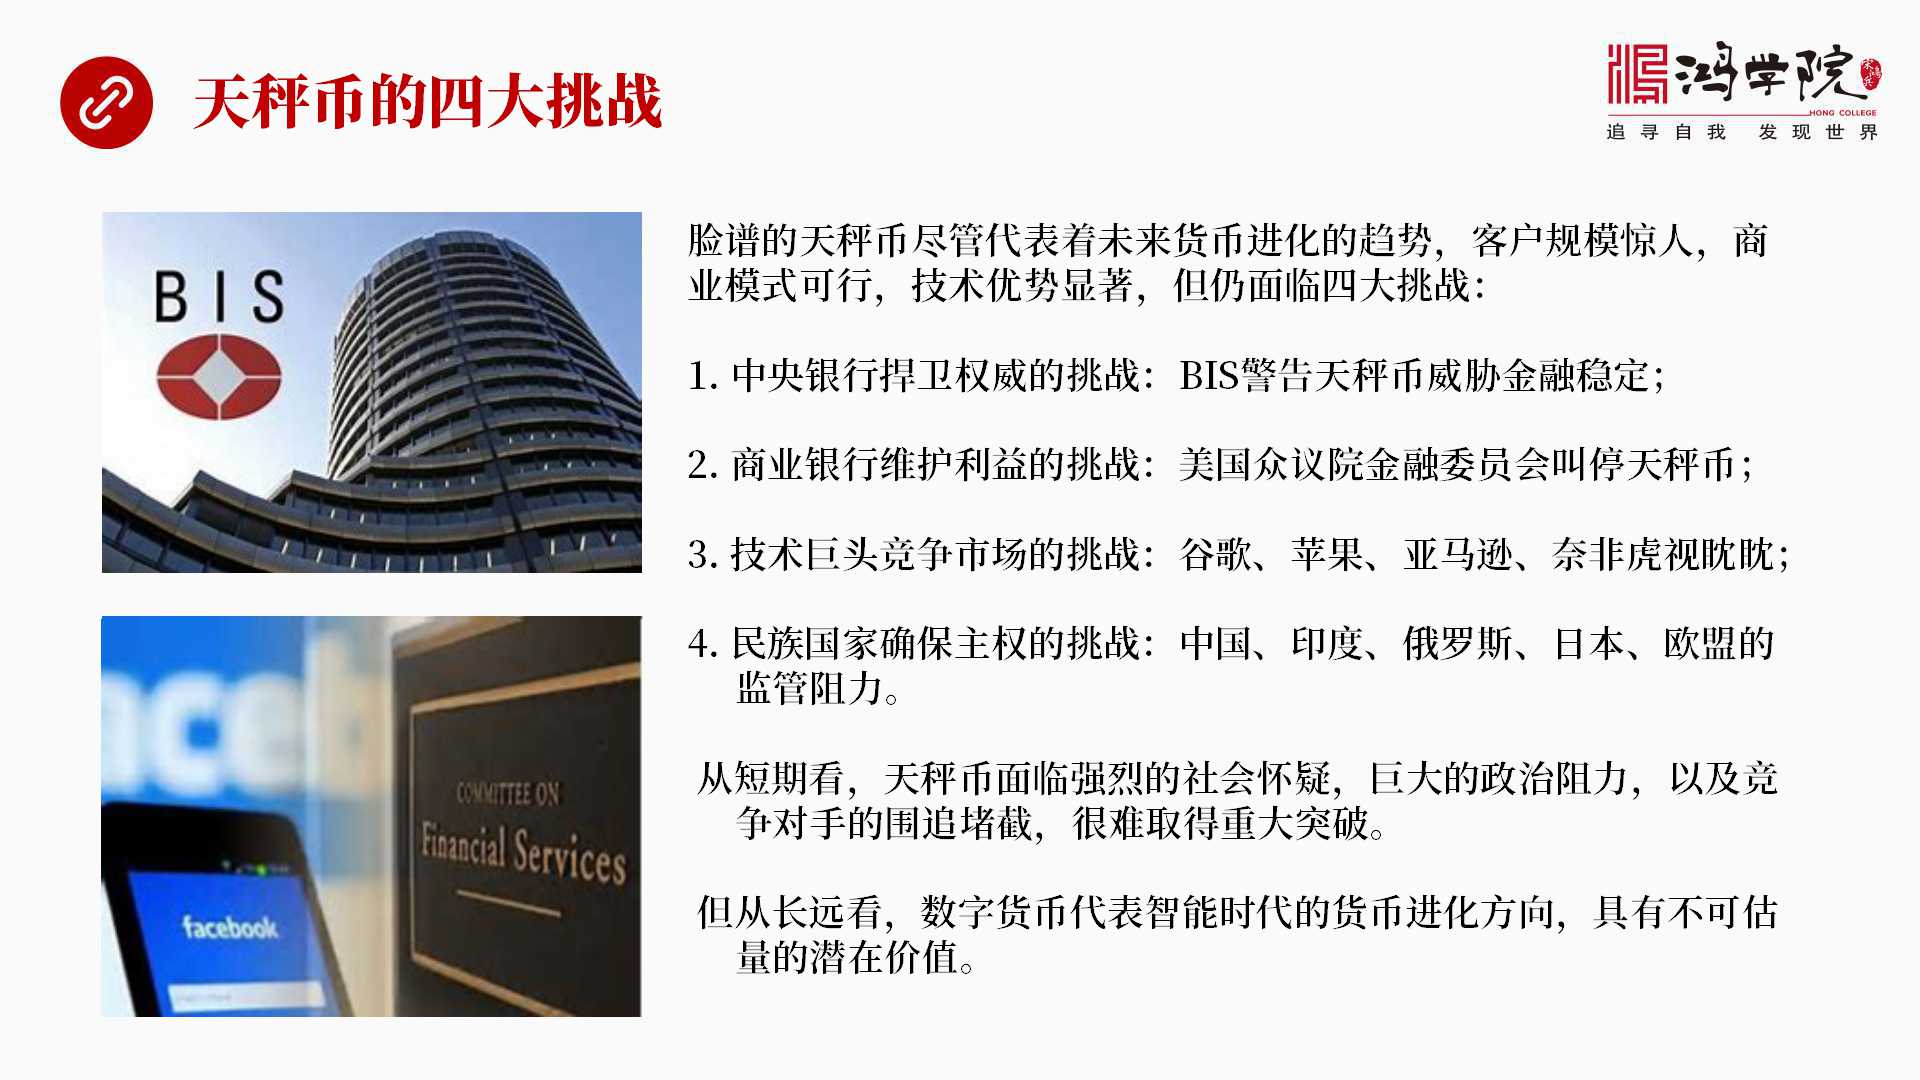 天秤币的四大挑战
鸿学院
宋鸿兵
HONG COLLEGE
追寻自我 发现世界
BIS
脸谱的天秤币尽管代表着未来货币进化的趋势，客户规模惊人，商
业模式可行，技术优势显著，但仍面临四大挑战：
1. 中央银行捍卫权威的挑战：BIS警告天秤币威胁金融稳定；
2. 商业银行维护利益的挑战：美国众议院金融委员会叫停天秤币；
3. 技术巨头竞争市场的挑战：谷歌、苹果、亚马逊、奈非虎视眈眈；
4. 民族国家确保主权的挑战：中国、印度、俄罗斯、日本、欧盟的
监管阻力。
从短期看，天秤币面临强烈的社会怀疑，巨大的政治阻力，以及竞
争对手的围追堵截，很难取得重大突破。
但从长远看，数字货币代表智能时代的货币进化方向，具有不可估
量的潜在价值。
aceb
COMMITTEE ON
Financial Services
facebook